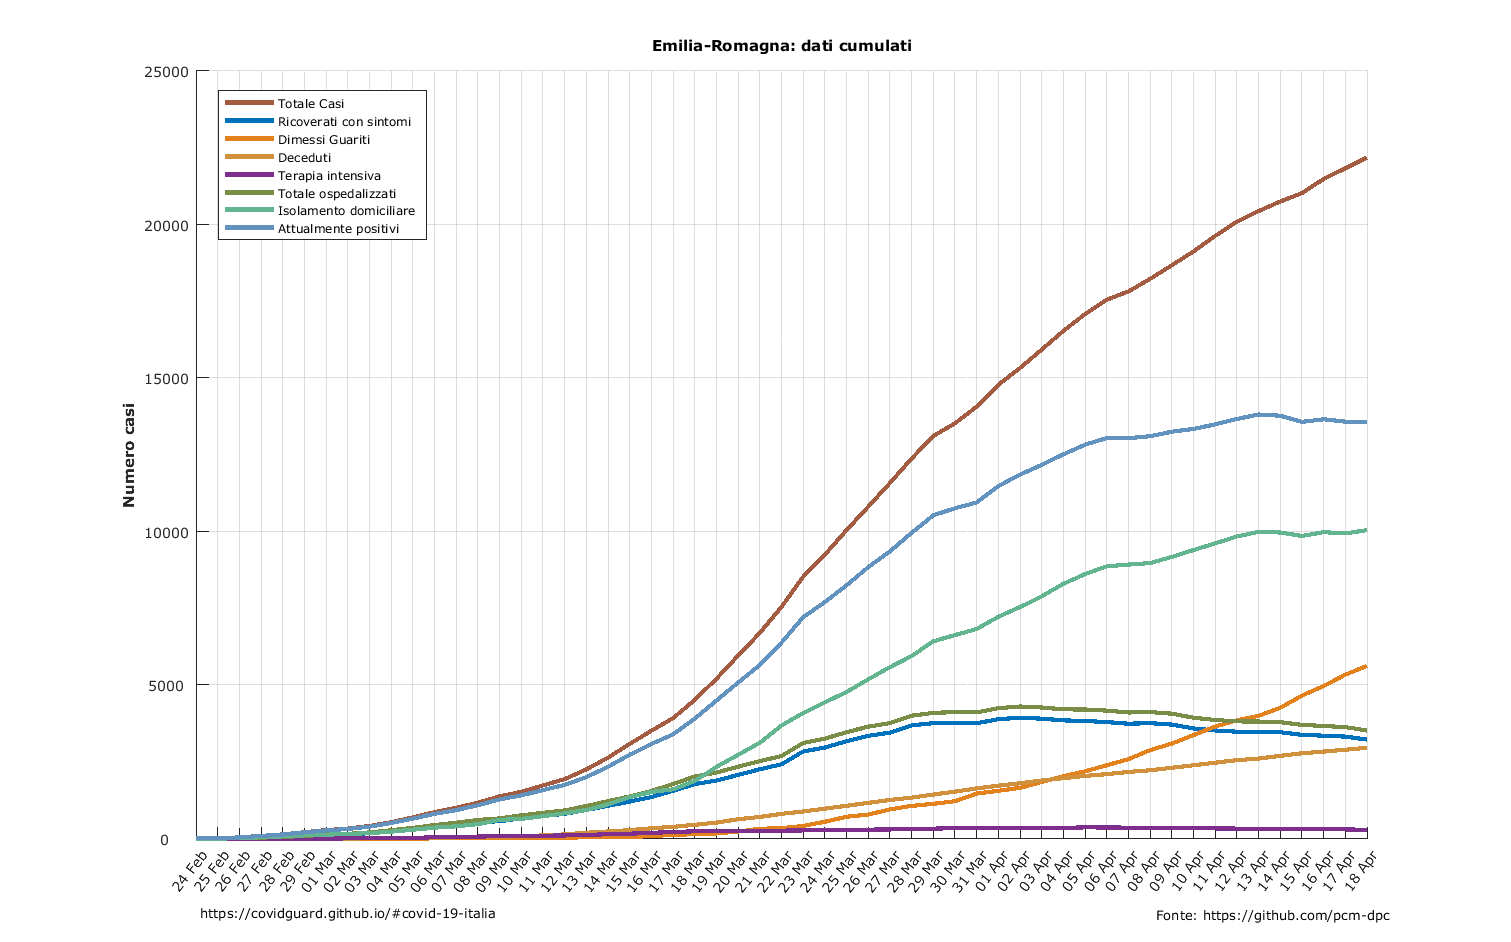 Emilia-Romagna: dati cumulati
25000
20000
15000
10000
5000
0
Numero casi
Totale Casi
Ricoverati con sintomi
Dimessi Guariti
Deceduti
Terapia intensiva
Totale ospedalizzati
Isolamento domiciliare
Attualmente positivi
24 Feb
25 Feb
26 Feb
27 Feb
28 Feb
29 Feb
01 Mar
02 Mar
03 Mar
04 Mar
05 Mar
06 Mar
07 Mar
08 Mar
09 Mar
10 Mar
11 Mar
12 Mar
13 Mar
14 Mar
15 Mar
16 Mar
17 Mar
18 Mar
19 Mar
20 Mar
21 Mar
22 Mar
23 Mar
24 Mar
25 Mar
26 Mar
27 Mar
28 Mar
29 Mar
30 Mar
31 Mar
01 Apr
02 Apr
03 Apr
04 Apr
05 Apr
06 Apr
07 Apr
08 Apr
09 Apr
10 Apr
11 Apr
12 Apr
13 Apr
14 Apr
15 Apr
16 Apr
17 Apr
18 Apr
https://covidguard.github.io/#covid-19-italia
Fonte: https://github.com/pcm-dpc